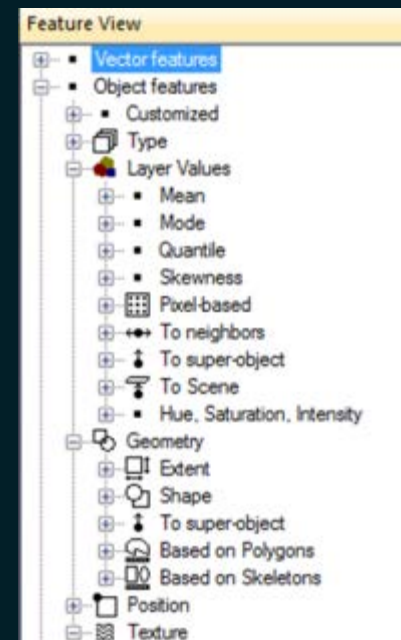 Feature View
Vector features
Object features
Customized
Type
Layer Values
Mean
Mode
Quantile
Skewness
Pixel-based
To neighbors
To super-object
To Scene
Hue, Saturation, Intensity
Geometry
Extent
Shape
To super-object
Based on Polygons
Based on Skeletons
Position
Texture